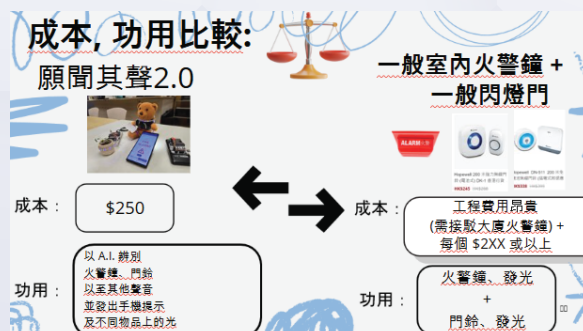 成本, 功用比較:
願聞其聲2.0
一般室內火警鐘 +
一般閃燈門
ALARM
成本：
$250
成本：
工程費用昂貴
(需接駁大廈火警鐘) +
每個 $2XX 或以上
功用：
以 A.I. 辨別
火警鐘、門鈴
以至其他聲音
並發出手機提示
及不同物品上的光
功用：
火警鐘、發光
+
門鈴、發光